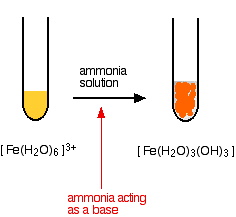 ammonia
solution
[ Fe(H₂O)₆ ]³⁺
[ Fe(H₂O)₃(OH)₃ ]
ammonia acting
as a base